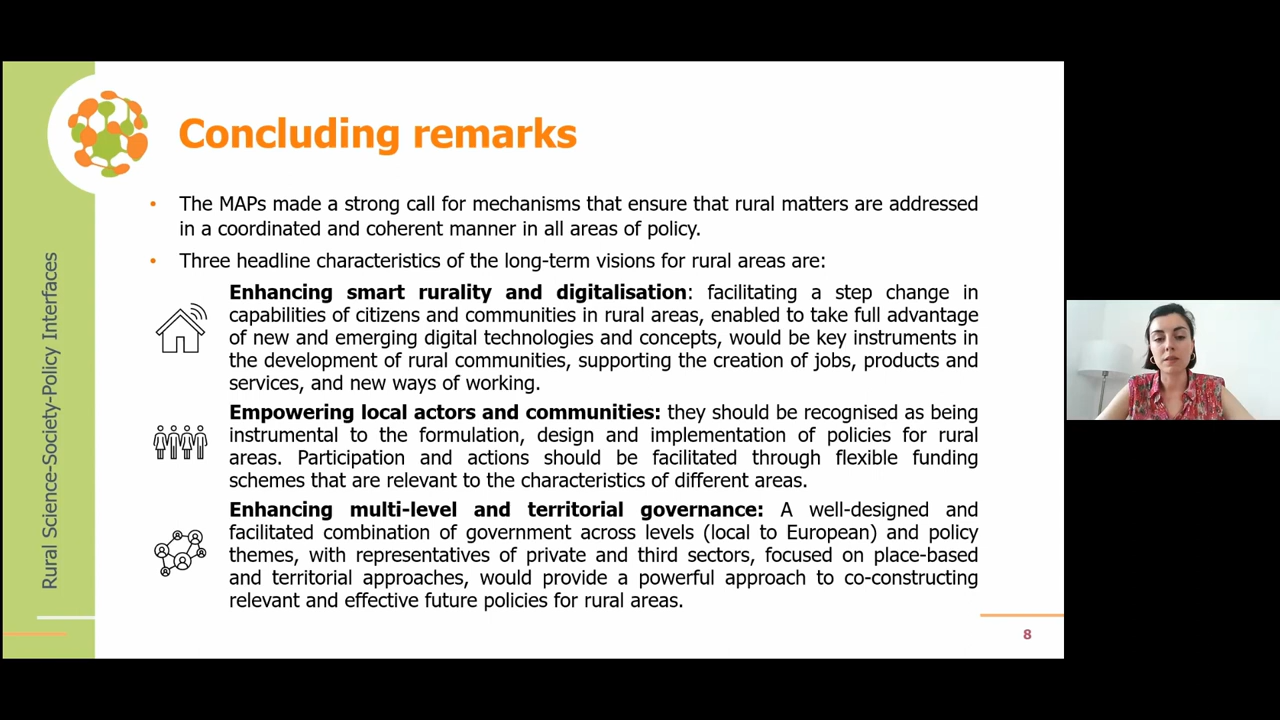 Concluding remarks
• The MAPs made a strong call for mechanisms that ensure that rural matters are addressed
in a coordinated and coherent manner in all areas of policy.
• Three headline characteristics of the long-term visions for rural areas are:
Enhancing smart rurality and digitalisation: facilitating a step change in
capabilities of citizens and communities in rural areas, enabled to take full advantage
of new and emerging digital technologies and concepts, would be key instruments in
the development of rural communities, supporting the creation of jobs, products and
services, and new ways of working.
Empowering local actors and communities: they should be recognised as being
instrumental to the formulation, design and implementation of policies for rural
areas. Participation and actions should be facilitated through flexible funding
schemes that are relevant to the characteristics of different areas.
Enhancing multi-level and territorial governance: A well-designed and
facilitated combination of government across levels (local to European) and policy
themes, with representatives of private and third sectors, focused on place-based
and territorial approaches, would provide a powerful approach to co-constructing
relevant and effective future policies for rural areas.
Rural Science-Society-Policy Interfaces
8